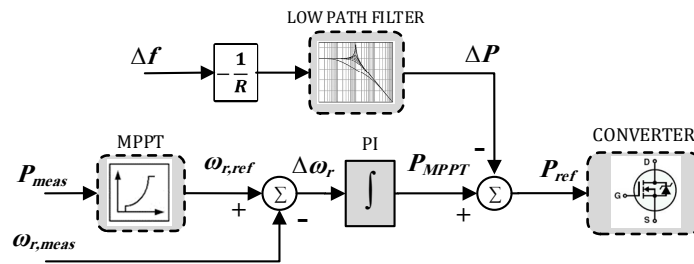 LOW PATH FILTER
Δf
- 1/R
ΔP
MPPT
PI
CONVERTER
P_meas
ω_r,ref
Δω_r
P_MPPT
P_ref
Σ
Σ
∫
+
-
+
-
D
G
S
ω_r,meas